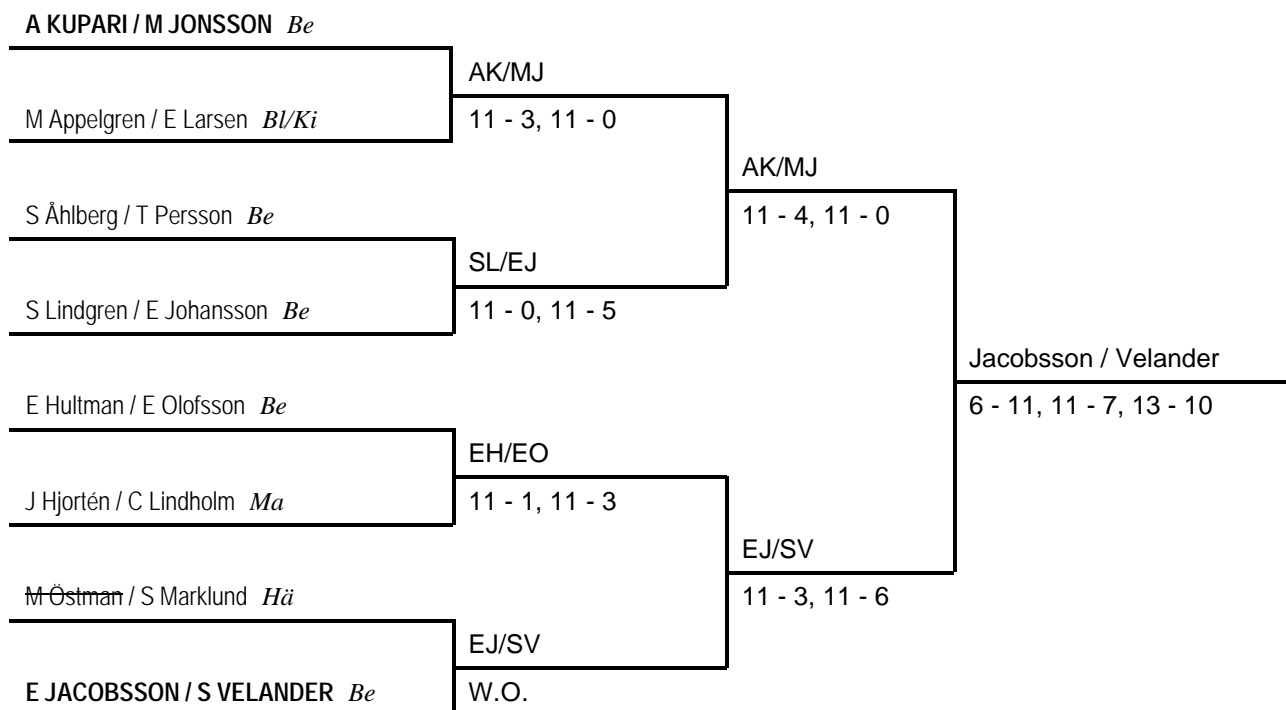 A KUPARI / M JONSSON Be
AK/MJ
M Appelgren / E Larsen Bl/Ki
11 - 3, 11 - 0
AK/MJ
S Åhlberg / T Persson Be
11 - 4, 11 - 0
SL/EJ
S Lindgren / E Johansson Be
11 - 0, 11 - 5
Jacobsson / Velander
E Hultman / E Olofsson Be
6 - 11, 11 - 7, 13 - 10
EH/EO
J Hjortén / C Lindholm Ma
11 - 1, 11 - 3
EJ/SV
M Östman / S Marklund Hä
11 - 3, 11 - 6
EJ/SV
E JACOBSSON / S VELANDER Be
W.O.